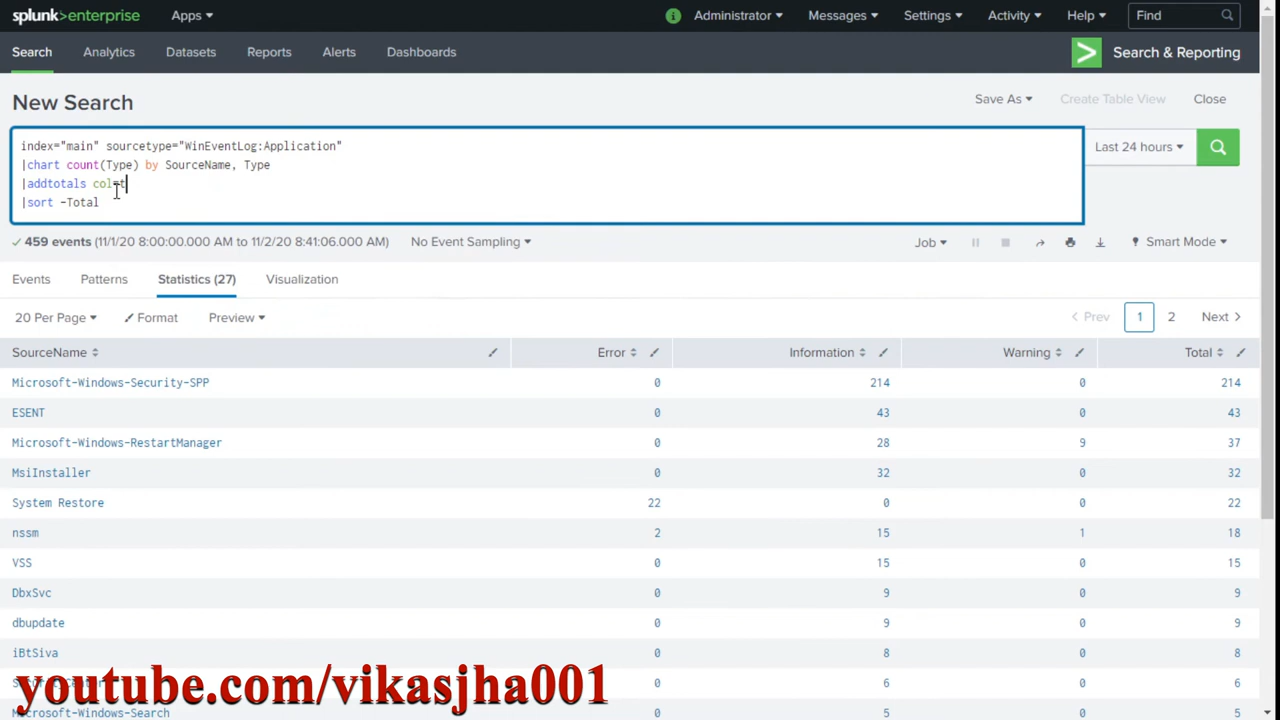 splunk>enterprise Apps Administrator Messages Settings Activity Help Find
Search Analytics Datasets Reports Alerts Dashboards Search & Reporting
New Search Save As Create Table View Close
index="main" sourcetype="WinEventLog:Application" Last 24 hours
|chart count(Type) by SourceName, Type
|addtotals col=t
|sort -Total
459 events (11/1/20 8:00:00.000 AM to 11/2/20 8:41:06.000 AM) No Event Sampling Job Smart Mode
Events Patterns Statistics (27) Visualization
20 Per Page Format Preview Prev 1 2 Next
SourceName Error Information Warning Total
Microsoft-Windows-Security-SPP 0 214 0 214
ESENT 0 43 0 43
Microsoft-Windows-RestartManager 0 28 9 37
MsiInstaller 0 32 0 32
System Restore 22 0 0 22
nssm 2 15 1 18
VSS 0 15 0 15
DbxSvc 0 9 0 9
dbupdate 0 9 0 9
iBtSiva 0 8 0 8
0 6 0 6
youtube.com/vikasjha001
Microsoft-Windows-Search 0 5 0 5